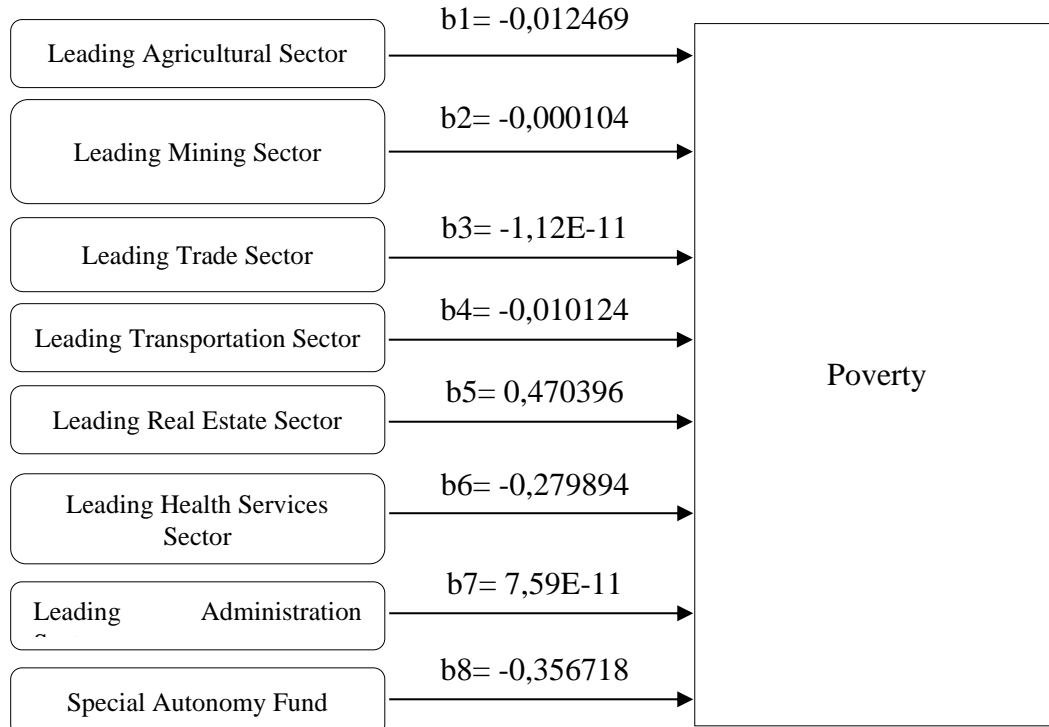 b1= -0,012469
Leading Agricultural Sector
b2= -0,000104
Leading Mining Sector
b3= -1,12E-11
Leading Trade Sector
b4= -0,010124
Leading Transportation Sector
Poverty
b5= 0,470396
Leading Real Estate Sector
b6= -0,279894
Leading Health Services
Sector
b7= 7,59E-11
Leading Administration
b8= -0,356718
Special Autonomy Fund